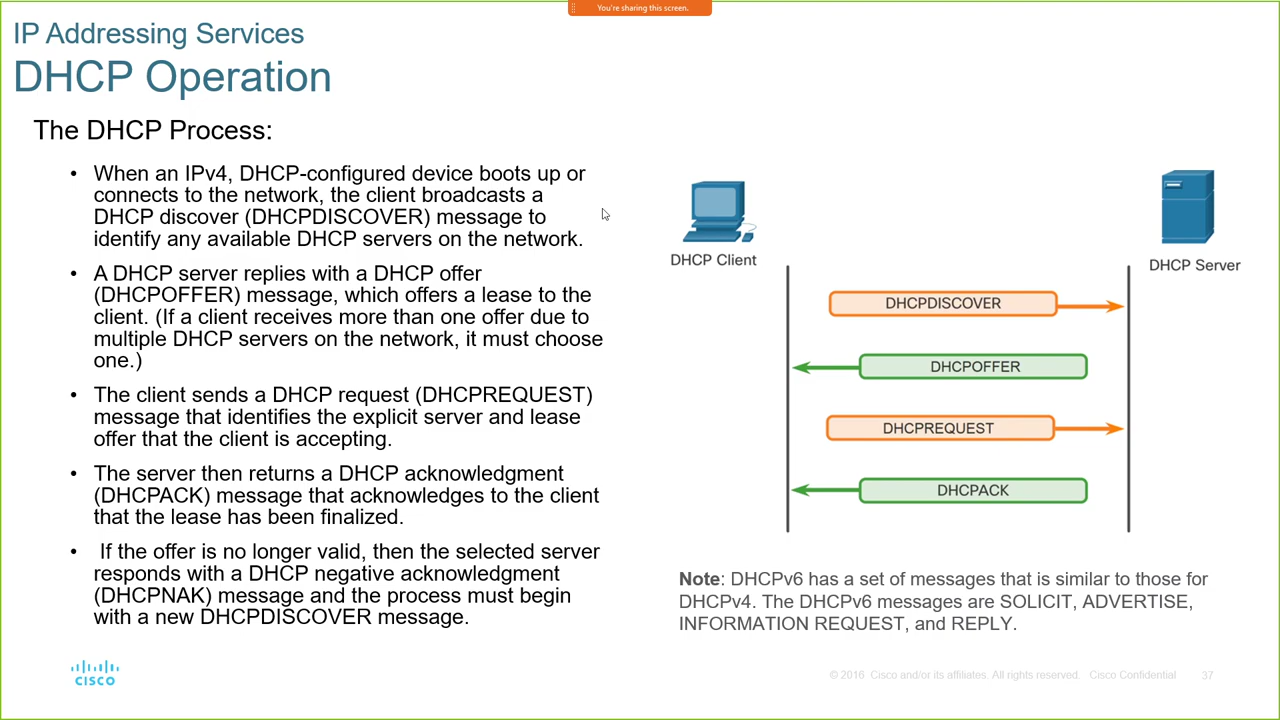 You're sharing this screen.
IP Addressing Services
DHCP Operation
The DHCP Process:
• When an IPv4, DHCP-configured device boots up or
connects to the network, the client broadcasts a
DHCP discover (DHCPDISCOVER) message to
identify any available DHCP servers on the network.
• A DHCP server replies with a DHCP offer
(DHCPOFFER) message, which offers a lease to the
client. (If a client receives more than one offer due to
multiple DHCP servers on the network, it must choose
one.)
• The client sends a DHCP request (DHCPREQUEST)
message that identifies the explicit server and lease
offer that the client is accepting.
• The server then returns a DHCP acknowledgment
(DHCPACK) message that acknowledges to the client
that the lease has been finalized.
• If the offer is no longer valid, then the selected server
responds with a DHCP negative acknowledgment
(DHCPNAK) message and the process must begin
with a new DHCPDISCOVER message.
DHCP Client
DHCP Server
DHCPDISCOVER
DHCPOFFER
DHCPREQUEST
DHCPACK
Note: DHCPv6 has a set of messages that is similar to those for
DHCPv4. The DHCPv6 messages are SOLICIT, ADVERTISE,
INFORMATION REQUEST, and REPLY.
CISCO
© 2016 Cisco and/or its affiliates. All rights reserved. Cisco Confidential 37